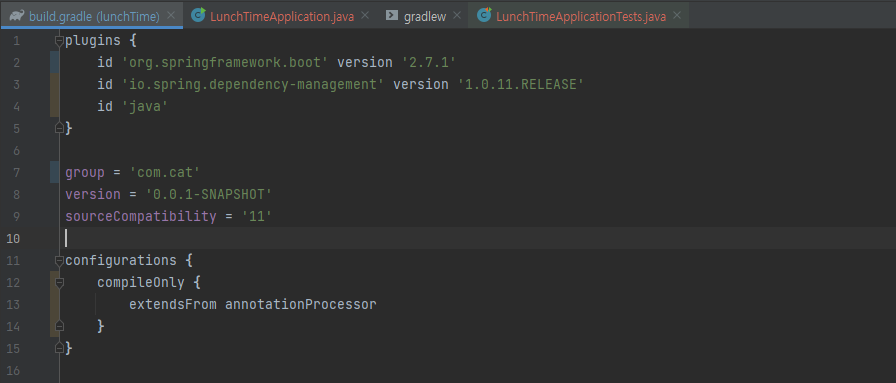 build.gradle (lunchTime) LunchTimeApplication.java gradlew LunchTimeApplicationTests.java
1 plugins {
2 id 'org.springframework.boot' version '2.7.1'
3 id 'io.spring.dependency-management' version '1.0.11.RELEASE'
4 id 'java'
5 }
6
7 group = 'com.cat'
8 version = '0.0.1-SNAPSHOT'
9 sourceCompatibility = '11'
10
11 configurations {
12 compileOnly {
13 extendsFrom annotationProcessor
14 }
15 }
16